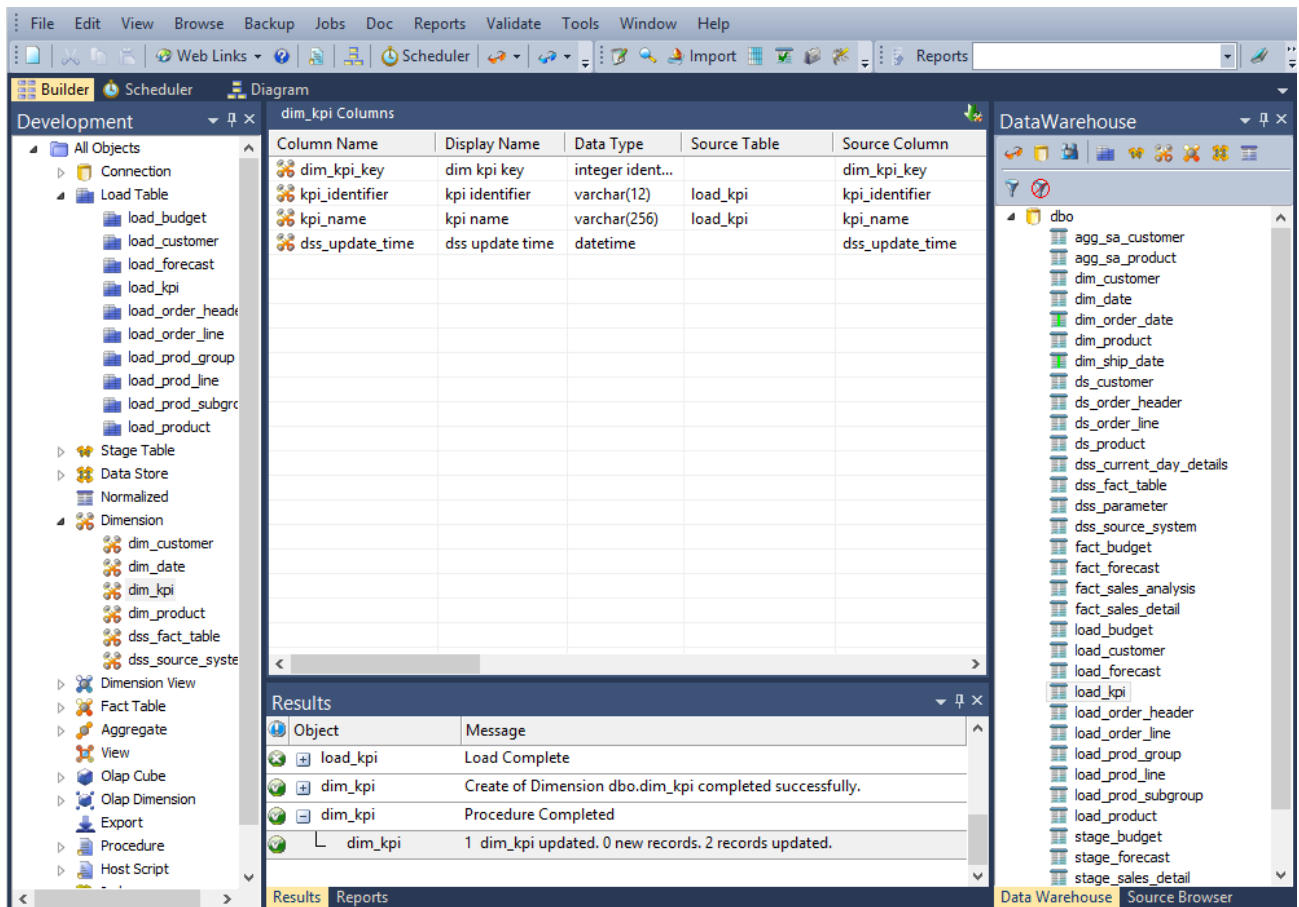 File Edit View Browse Backup Jobs Doc Reports Validate Tools Window Help
Web Links Scheduler Import Reports
Builder Scheduler Diagram
Development
All Objects
Connection
Load Table
load_budget
load_customer
load_forecast
load_kpi
load_order_heade
load_order_line
load_prod_group
load_prod_line
load_prod_subgro
load_product
Stage Table
Data Store
Normalized
Dimension
dim_customer
dim_date
dim_kpi
dim_product
dss_fact_table
dss_source_syste
Dimension View
Fact Table
Aggregate
View
Olap Cube
Olap Dimension
Export
Procedure
Host Script
dim_kpi Columns
Column Name Display Name Data Type Source Table Source Column
dim_kpi_key dim kpi key integer ident... dim_kpi_key
kpi_identifier kpi identifier varchar(12) load_kpi kpi_identifier
kpi_name kpi name varchar(256) load_kpi kpi_name
dss_update_time dss update time datetime dss_update_time
Results
Object Message
load_kpi Load Complete
dim_kpi Create of Dimension dbo.dim_kpi completed successfully.
dim_kpi Procedure Completed
dim_kpi 1 dim_kpi updated. 0 new records. 2 records updated.
Results Reports
DataWarehouse
dbo
agg_sa_customer
agg_sa_product
dim_customer
dim_date
dim_order_date
dim_product
dim_ship_date
ds_customer
ds_order_header
ds_order_line
ds_product
dss_current_day_details
dss_fact_table
dss_parameter
dss_source_system
fact_budget
fact_forecast
fact_sales_analysis
fact_sales_detail
load_budget
load_customer
load_forecast
load_kpi
load_order_header
load_order_line
load_prod_group
load_prod_line
load_prod_subgroup
load_product
stage_budget
stage_forecast
stage_sales_detail
Data Warehouse Source Browser